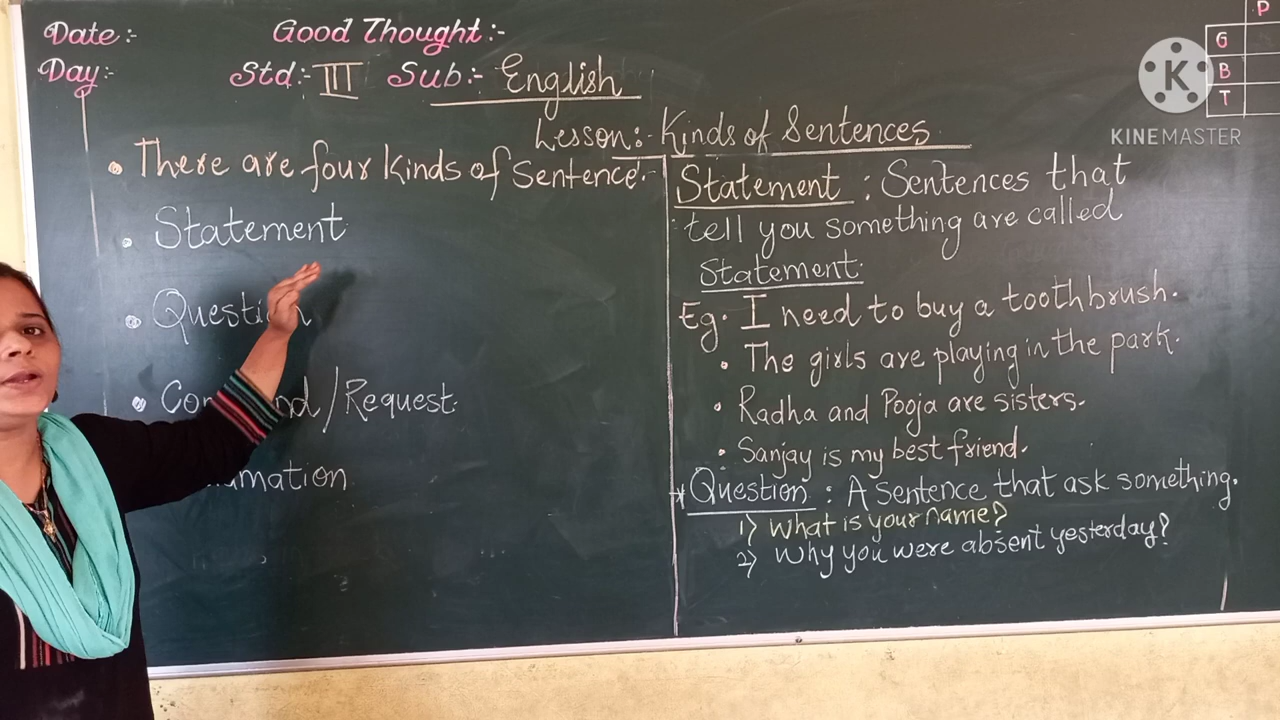 Date:-
Good Thought:-
Day:-
Std:- III Sub:- English
Lesson:- Kinds of Sentences
• There are four kinds of Sentence:-
• Statement
• Question
• Command/Request.
mation
Statement : Sentences that
tell you something are called
Statement.
Eg. I need to buy a toothbrush.
• The girls are playing in the park.
• Radha and Pooja are sisters.
• Sanjay is my best friend.
* Question : A Sentence that ask something.
1) What is your name?
2) Why you were absent yesterday?
P
G
B
T
K
KINEMASTER